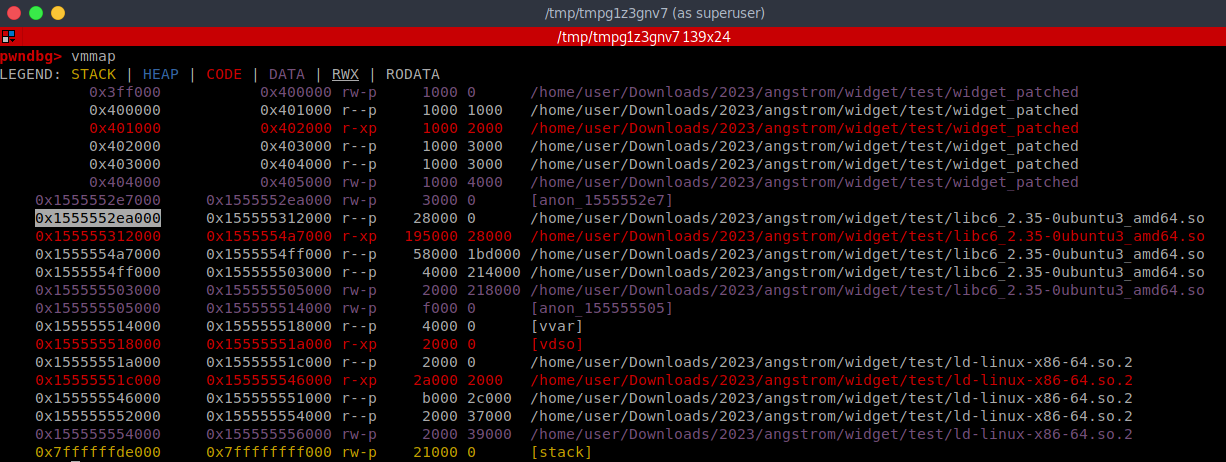 /tmp/tmpg1z3gnv7 (as superuser)
/tmp/tmpg1z3gnv7 139x24
pwndbg> vmmap
LEGEND: STACK | HEAP | CODE | DATA | RWX | RODATA
0x3ff000 0x400000 rw-p 1000 0 /home/user/Downloads/2023/angstrom/widget/test/widget_patched
0x400000 0x401000 r--p 1000 1000 /home/user/Downloads/2023/angstrom/widget/test/widget_patched
0x401000 0x402000 r-xp 1000 2000 /home/user/Downloads/2023/angstrom/widget/test/widget_patched
0x402000 0x403000 r--p 1000 3000 /home/user/Downloads/2023/angstrom/widget/test/widget_patched
0x403000 0x404000 r--p 1000 3000 /home/user/Downloads/2023/angstrom/widget/test/widget_patched
0x404000 0x405000 rw-p 1000 4000 /home/user/Downloads/2023/angstrom/widget/test/widget_patched
0x1555552e7000 0x1555552ea000 rw-p 3000 0 [anon_1555552e7]
0x1555552ea000 0x155555312000 r--p 28000 0 /home/user/Downloads/2023/angstrom/widget/test/libc6_2.35-0ubuntu3_amd64.so
0x155555312000 0x1555554a7000 r-xp 195000 28000 /home/user/Downloads/2023/angstrom/widget/test/libc6_2.35-0ubuntu3_amd64.so
0x1555554a7000 0x1555554ff000 r--p 58000 1bd000 /home/user/Downloads/2023/angstrom/widget/test/libc6_2.35-0ubuntu3_amd64.so
0x1555554ff000 0x155555503000 r--p 4000 214000 /home/user/Downloads/2023/angstrom/widget/test/libc6_2.35-0ubuntu3_amd64.so
0x155555503000 0x155555505000 rw-p 2000 218000 /home/user/Downloads/2023/angstrom/widget/test/libc6_2.35-0ubuntu3_amd64.so
0x155555505000 0x155555514000 rw-p f000 0 [anon_155555505]
0x155555514000 0x155555518000 r--p 4000 0 [vvar]
0x155555518000 0x15555551a000 r-xp 2000 0 [vdso]
0x15555551a000 0x15555551c000 r--p 2000 0 /home/user/Downloads/2023/angstrom/widget/test/ld-linux-x86-64.so.2
0x15555551c000 0x155555546000 r-xp 2a000 2000 /home/user/Downloads/2023/angstrom/widget/test/ld-linux-x86-64.so.2
0x155555546000 0x155555551000 r--p b000 2c000 /home/user/Downloads/2023/angstrom/widget/test/ld-linux-x86-64.so.2
0x155555552000 0x155555554000 r--p 2000 37000 /home/user/Downloads/2023/angstrom/widget/test/ld-linux-x86-64.so.2
0x155555554000 0x155555556000 rw-p 2000 39000 /home/user/Downloads/2023/angstrom/widget/test/ld-linux-x86-64.so.2
0x7ffffffde000 0x7ffffffff000 rw-p 21000 0 [stack]